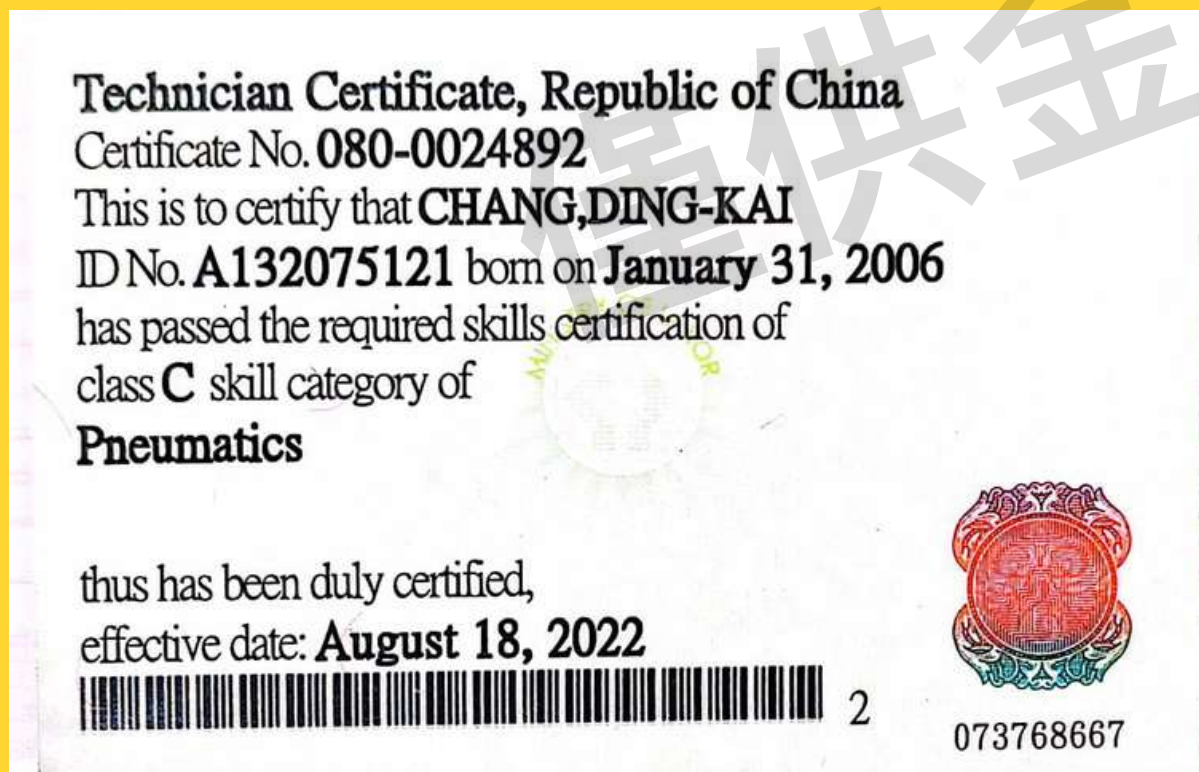 僅供金
Technician Certificate, Republic of China
Certificate No. 080-0024892
This is to certify that CHANG,DING-KAI
ID No. A132075121 born on January 31, 2006
has passed the required skills certification of
class C skill category of
Pneumatics
thus has been duly certified,
effective date: August 18, 2022
2
073768667